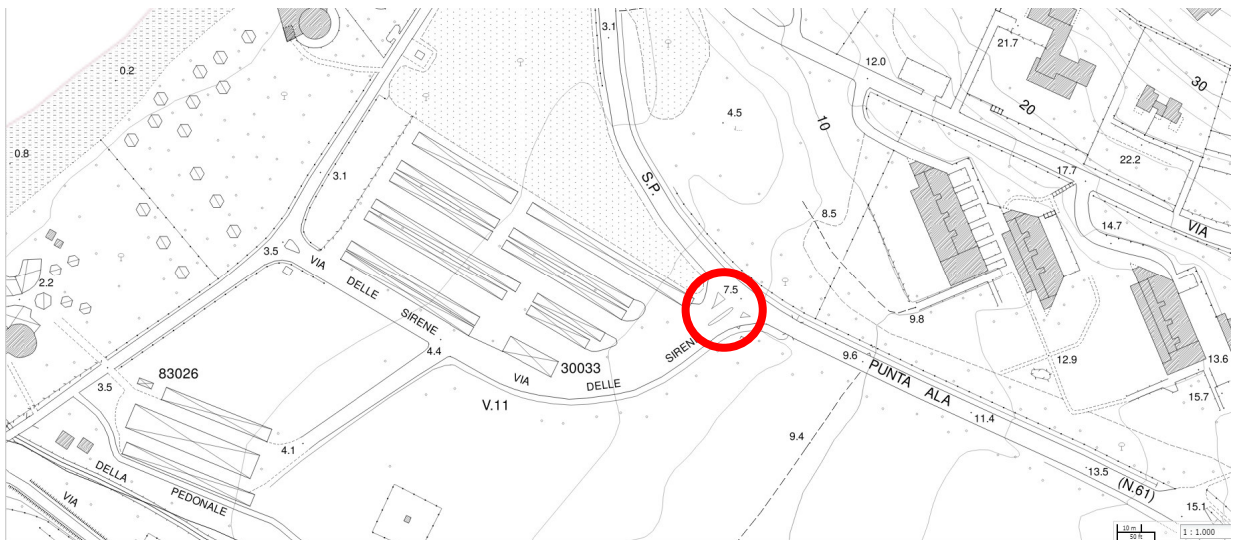 3.1
21.7
12.0
30
0.2
20
4.5
10
0.8
22.2
3.1
17.7
S.P.
8.5
14.7
VIA
3.5
VIA
2.2
DELLE
7.5
SIRENE
9.8
4.4
SIRENE
9.6
13.6
30033
12.9
83026
PUNTA ALA
VIA
3.5
DELLE
15.7
V.11
11.4
9.4
4.1
DELLA
13.5
(N.61)
PEDONALE
VIA
15.1
10 m
50 ft
1 : 1.000